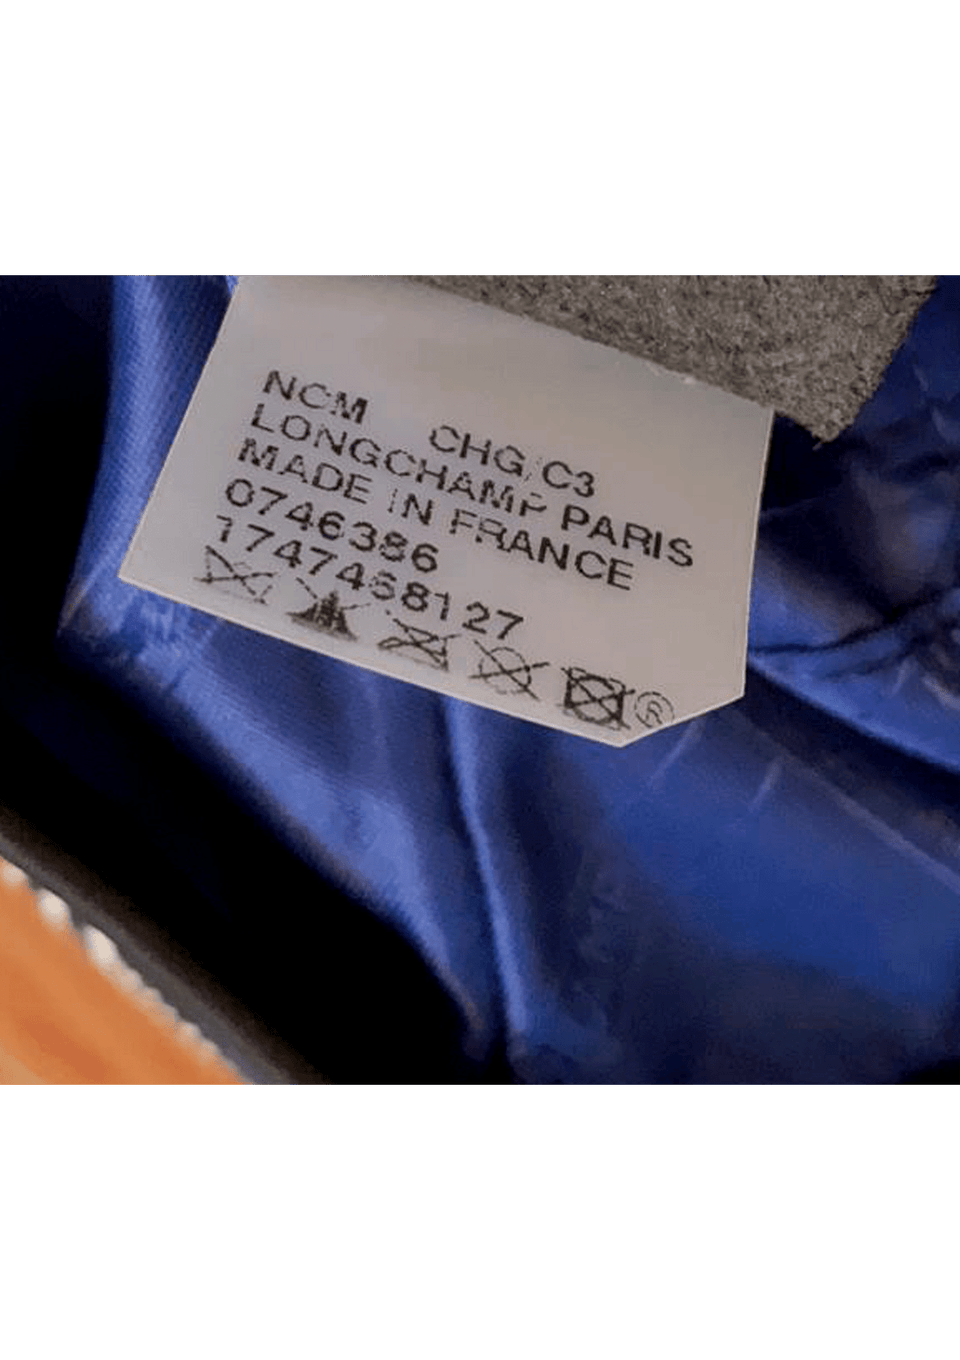 NCM CHG/C3
LONGCHAMP PARIS
MADE IN FRANCE
0746386
1747468127
®